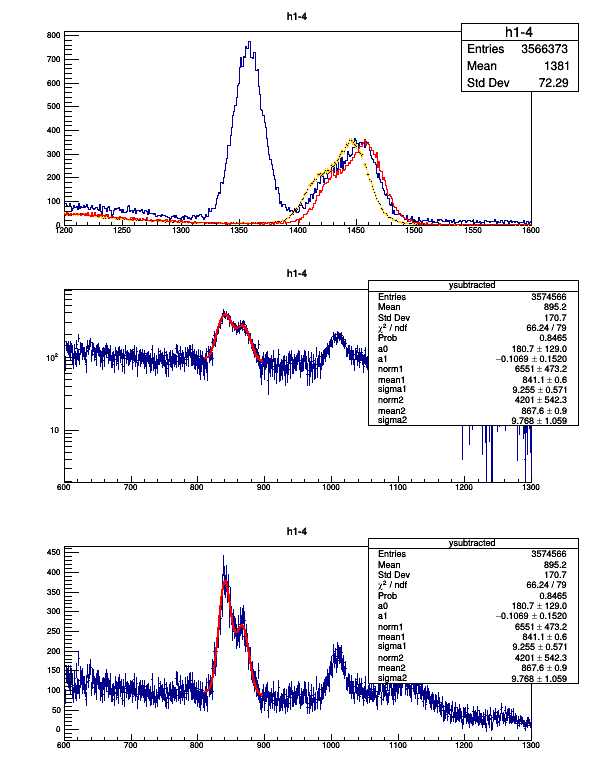 h1-4
h1-4
Entries 3566373
Mean 1381
Std Dev 72.29
800
700
600
500
400
300
200
100
0
1200 1250 1300 1350 1400 1450 1500 1550 1600
h1-4
ysubtracted
Entries 3574566
Mean 895.2
Std Dev 170.7
χ² / ndf 66.24 / 79
Prob 0.8465
a0 180.7 ± 129.0
a1 −0.1069 ± 0.1520
norm1 6551 ± 473.2
mean1 841.1 ± 0.6
sigma1 9.255 ± 0.571
norm2 4201 ± 542.3
mean2 867.6 ± 0.9
sigma2 9.768 ± 1.059
10²
10
600 700 800 900 1000 1100 1200 1300
h1-4
ysubtracted
Entries 3574566
Mean 895.2
Std Dev 170.7
χ² / ndf 66.24 / 79
Prob 0.8465
a0 180.7 ± 129.0
a1 −0.1069 ± 0.1520
norm1 6551 ± 473.2
mean1 841.1 ± 0.6
sigma1 9.255 ± 0.571
norm2 4201 ± 542.3
mean2 867.6 ± 0.9
sigma2 9.768 ± 1.059
450
400
350
300
250
200
150
100
50
0
600 700 800 900 1000 1100 1200 1300